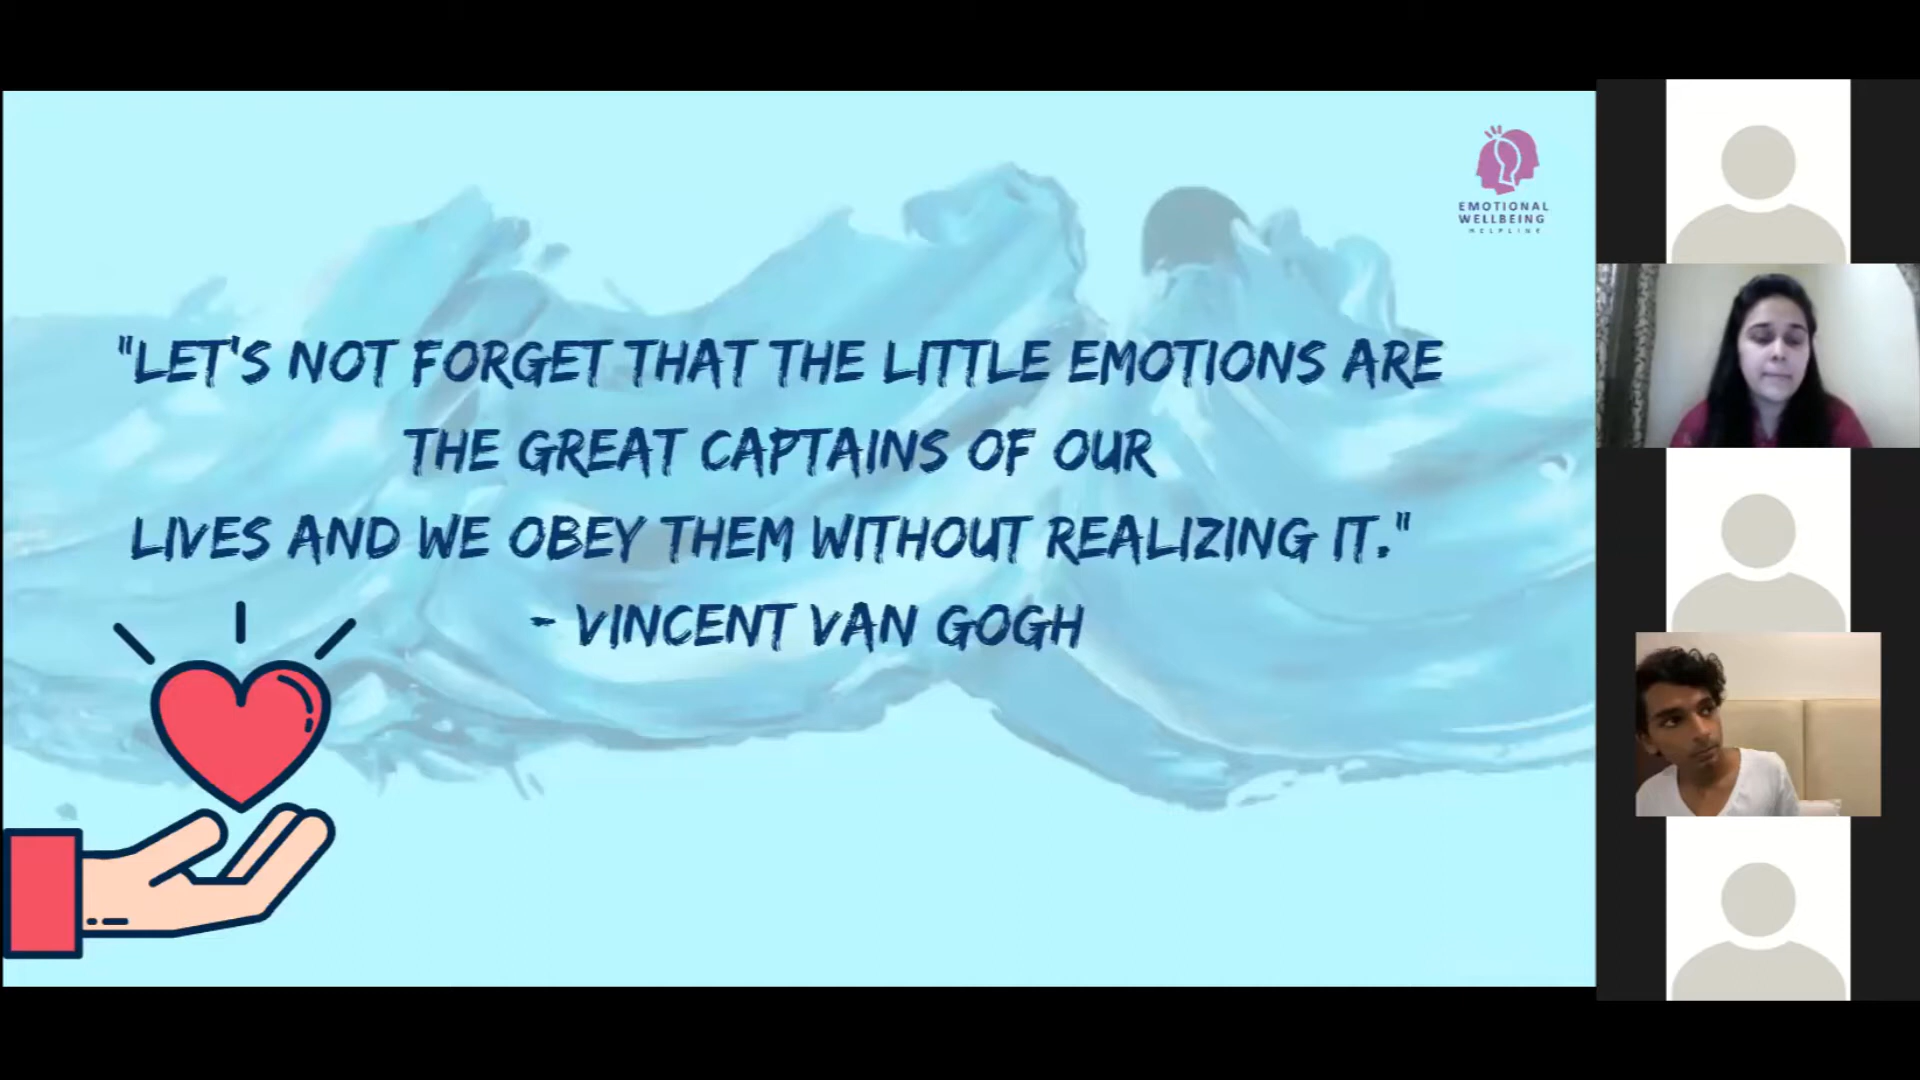 EMOTIONAL
WELLBEING
HELPLINE
"LET'S NOT FORGET THAT THE LITTLE EMOTIONS ARE
THE GREAT CAPTAINS OF OUR
LIVES AND WE OBEY THEM WITHOUT REALIZING IT."
- VINCENT VAN GOGH